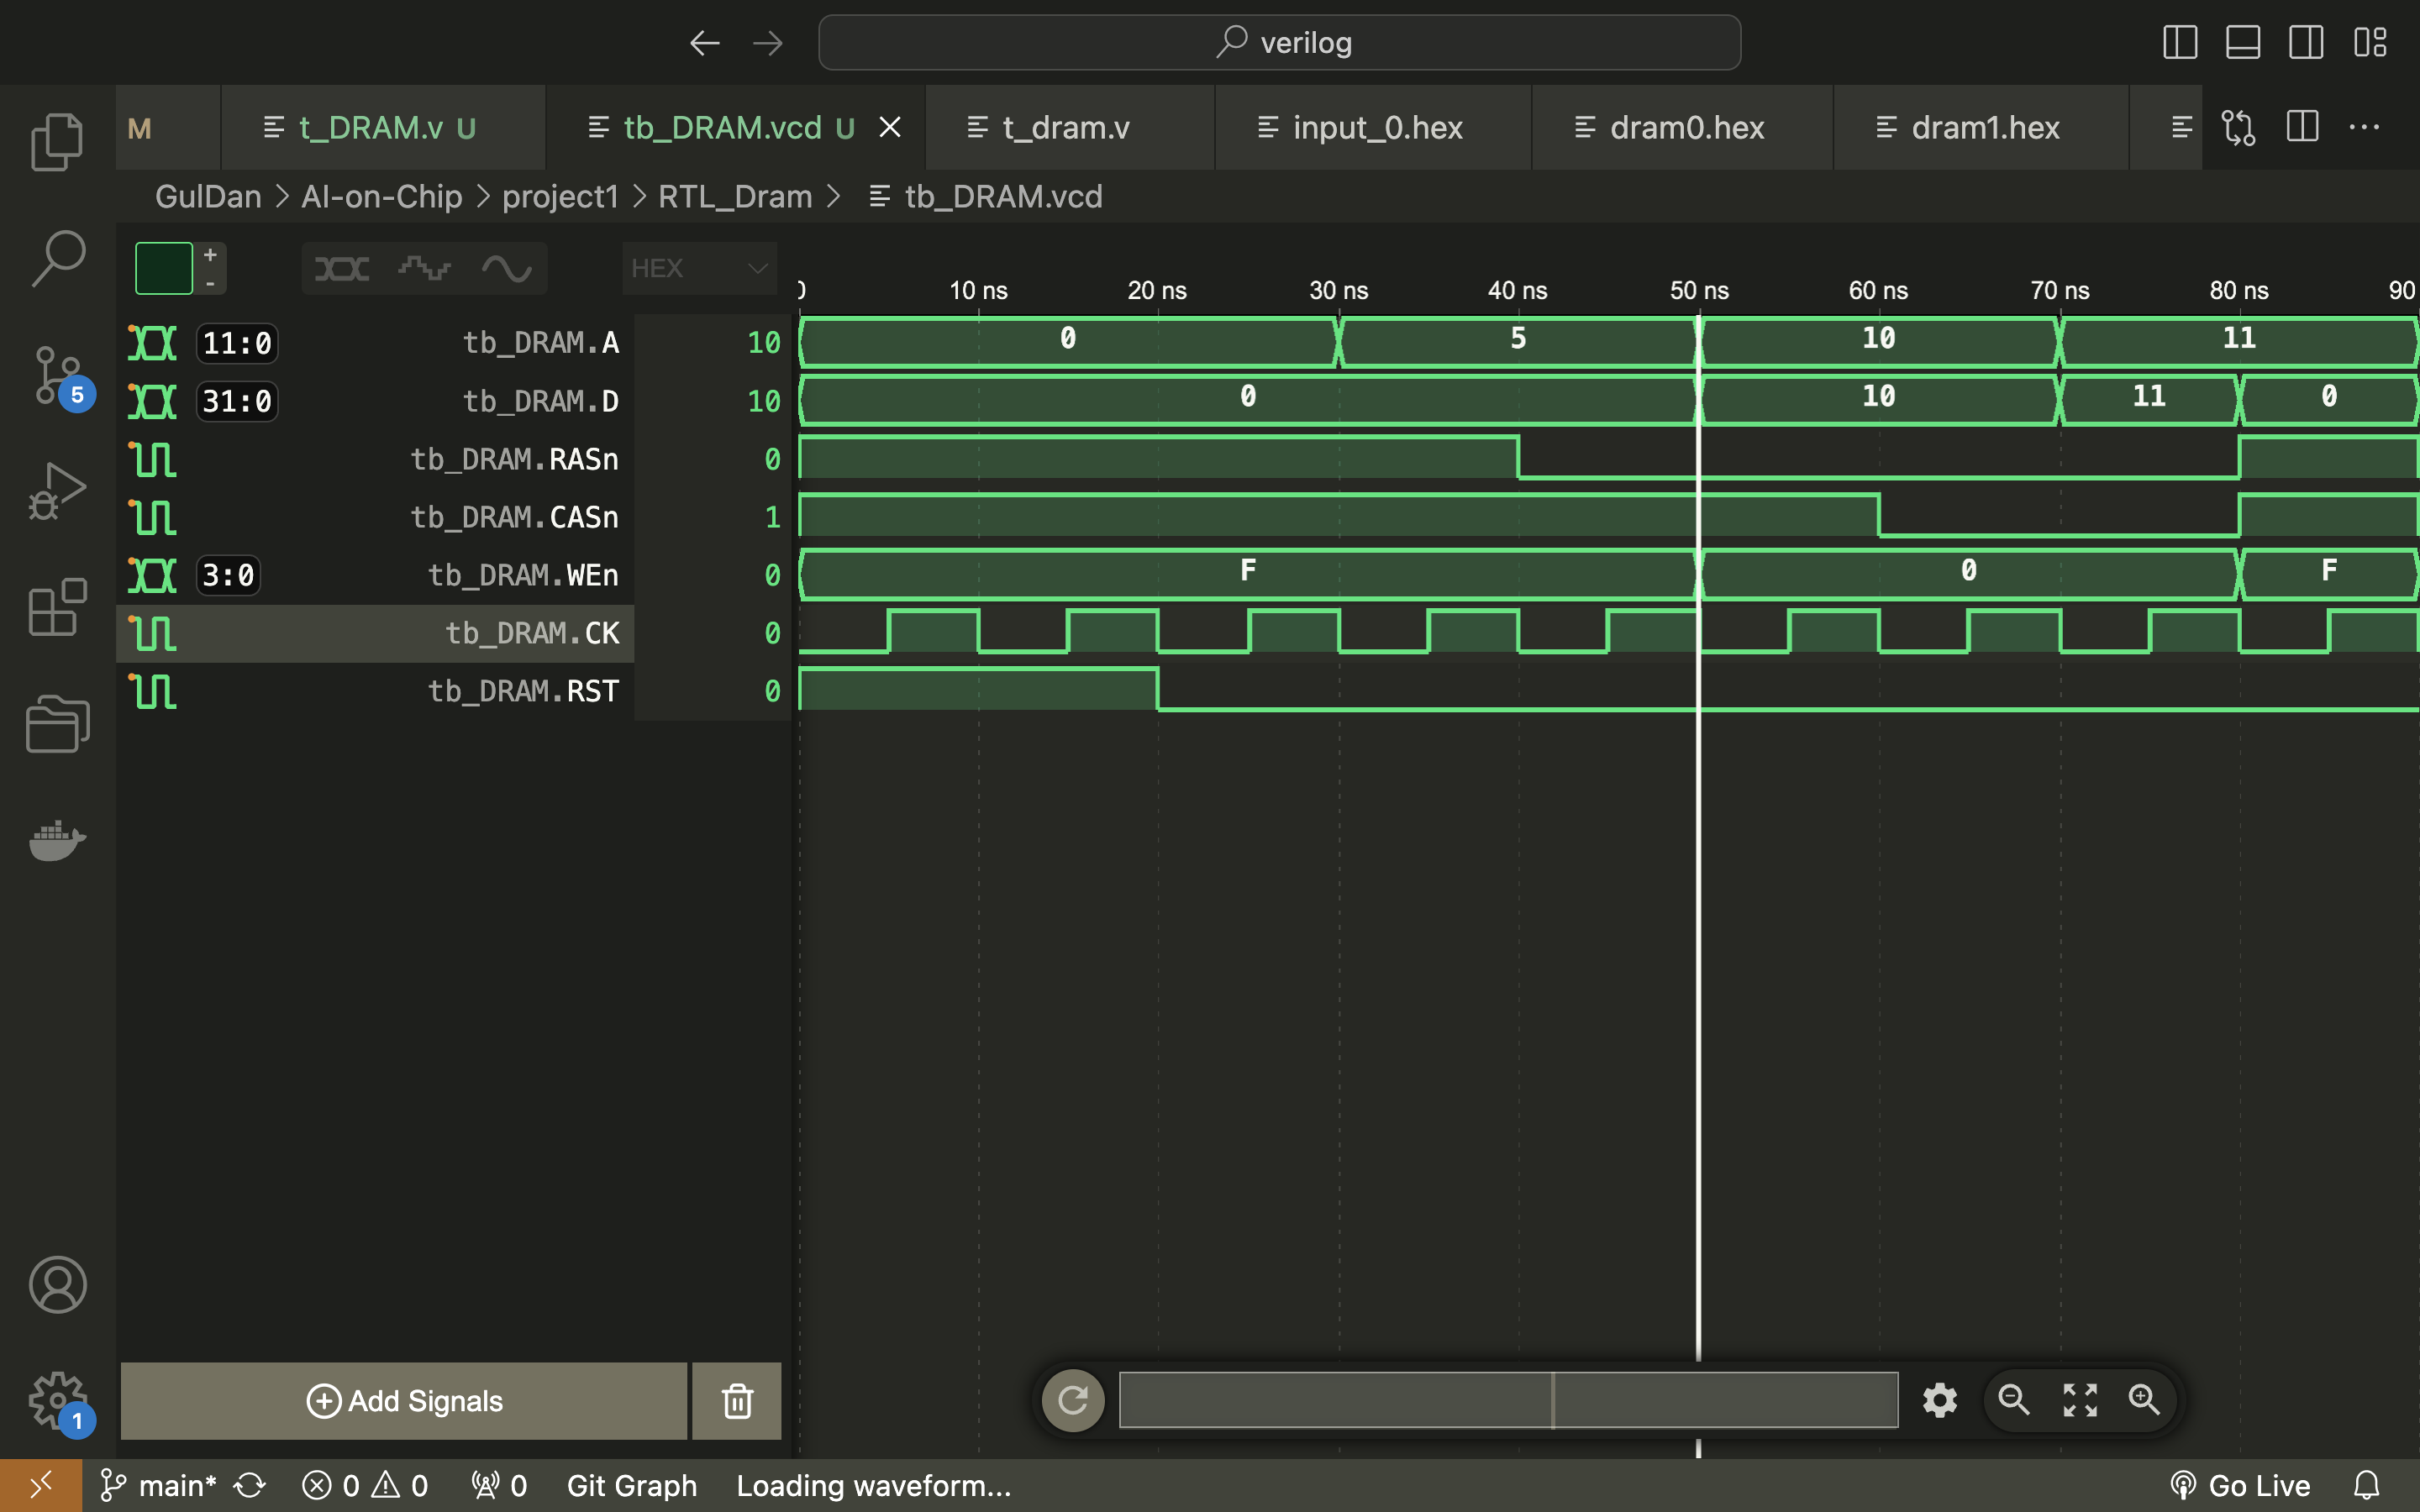 verilog
M t_DRAM.v U tb_DRAM.vcd U t_dram.v input_0.hex dram0.hex dram1.hex
GulDan > AI-on-Chip > project1 > RTL_Dram > tb_DRAM.vcd
+
-
HEX
0 10 ns 20 ns 30 ns 40 ns 50 ns 60 ns 70 ns 80 ns 90
11:0 tb_DRAM.A 10 0 5 10 11
5 31:0 tb_DRAM.D 10 0 10 11 0
tb_DRAM.RASn 0
tb_DRAM.CASn 1
3:0 tb_DRAM.WEn 0 F 0 F
tb_DRAM.CK 0
tb_DRAM.RST 0
Add Signals
1
main* 0 0 0 Git Graph Loading waveform... Go Live